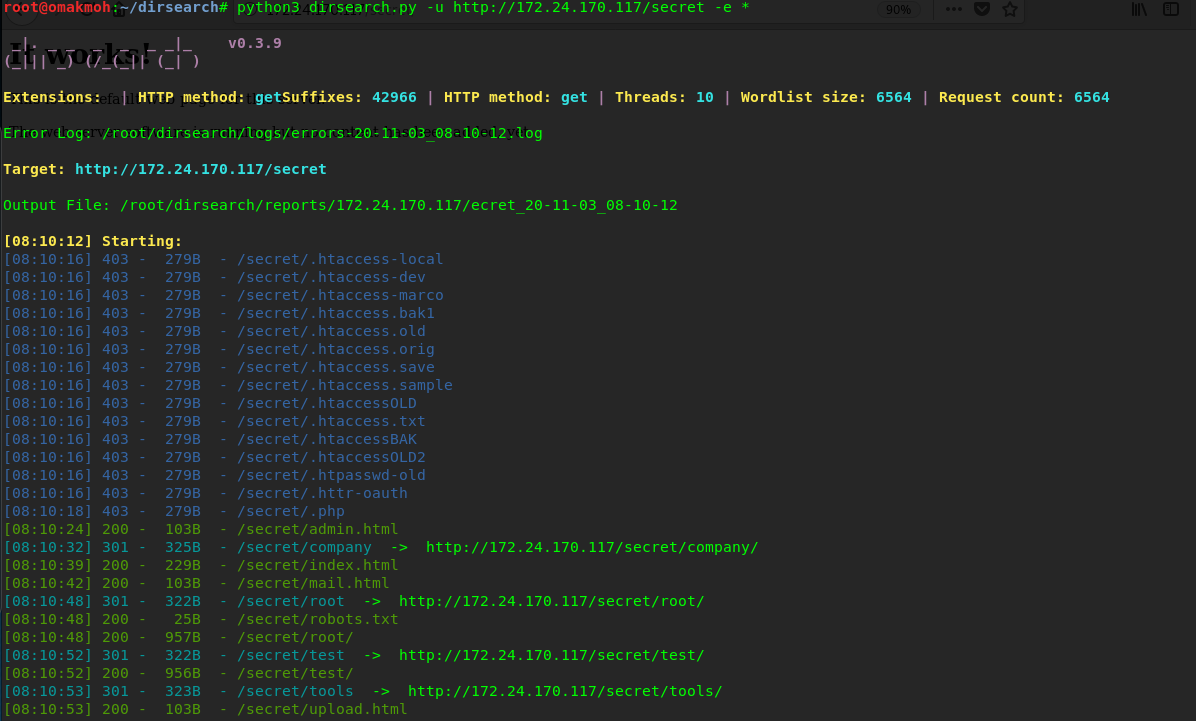 root@omakmoh:~/dirsearch# python3 dirsearch.py -u http://172.24.170.117/secret -e *
90%
It works!
_|. _ _  _  _  _ _|_    v0.3.9
(_||| _) (/_(_|| (_| )
Extensions:  | HTTP method: getSuffixes: 42966 | HTTP method: get | Threads: 10 | Wordlist size: 6564 | Request count: 6564
Error Log: /root/dirsearch/logs/errors-20-11-03_08-10-12.log
Target: http://172.24.170.117/secret
Output File: /root/dirsearch/reports/172.24.170.117/ecret_20-11-03_08-10-12
[08:10:12] Starting:
[08:10:16] 403 -  279B  - /secret/.htaccess-local
[08:10:16] 403 -  279B  - /secret/.htaccess-dev
[08:10:16] 403 -  279B  - /secret/.htaccess-marco
[08:10:16] 403 -  279B  - /secret/.htaccess.bak1
[08:10:16] 403 -  279B  - /secret/.htaccess.old
[08:10:16] 403 -  279B  - /secret/.htaccess.orig
[08:10:16] 403 -  279B  - /secret/.htaccess.save
[08:10:16] 403 -  279B  - /secret/.htaccess.sample
[08:10:16] 403 -  279B  - /secret/.htaccessOLD
[08:10:16] 403 -  279B  - /secret/.htaccess.txt
[08:10:16] 403 -  279B  - /secret/.htaccessBAK
[08:10:16] 403 -  279B  - /secret/.htaccessOLD2
[08:10:16] 403 -  279B  - /secret/.htpasswd-old
[08:10:16] 403 -  279B  - /secret/.httr-oauth
[08:10:18] 403 -  279B  - /secret/.php
[08:10:24] 200 -  103B  - /secret/admin.html
[08:10:32] 301 -  325B  - /secret/company  ->  http://172.24.170.117/secret/company/
[08:10:39] 200 -  229B  - /secret/index.html
[08:10:42] 200 -  103B  - /secret/mail.html
[08:10:48] 301 -  322B  - /secret/root  ->  http://172.24.170.117/secret/root/
[08:10:48] 200 -   25B  - /secret/robots.txt
[08:10:48] 200 -  957B  - /secret/root/
[08:10:52] 301 -  322B  - /secret/test  ->  http://172.24.170.117/secret/test/
[08:10:52] 200 -  956B  - /secret/test/
[08:10:53] 301 -  323B  - /secret/tools  ->  http://172.24.170.117/secret/tools/
[08:10:53] 200 -  103B  - /secret/upload.html